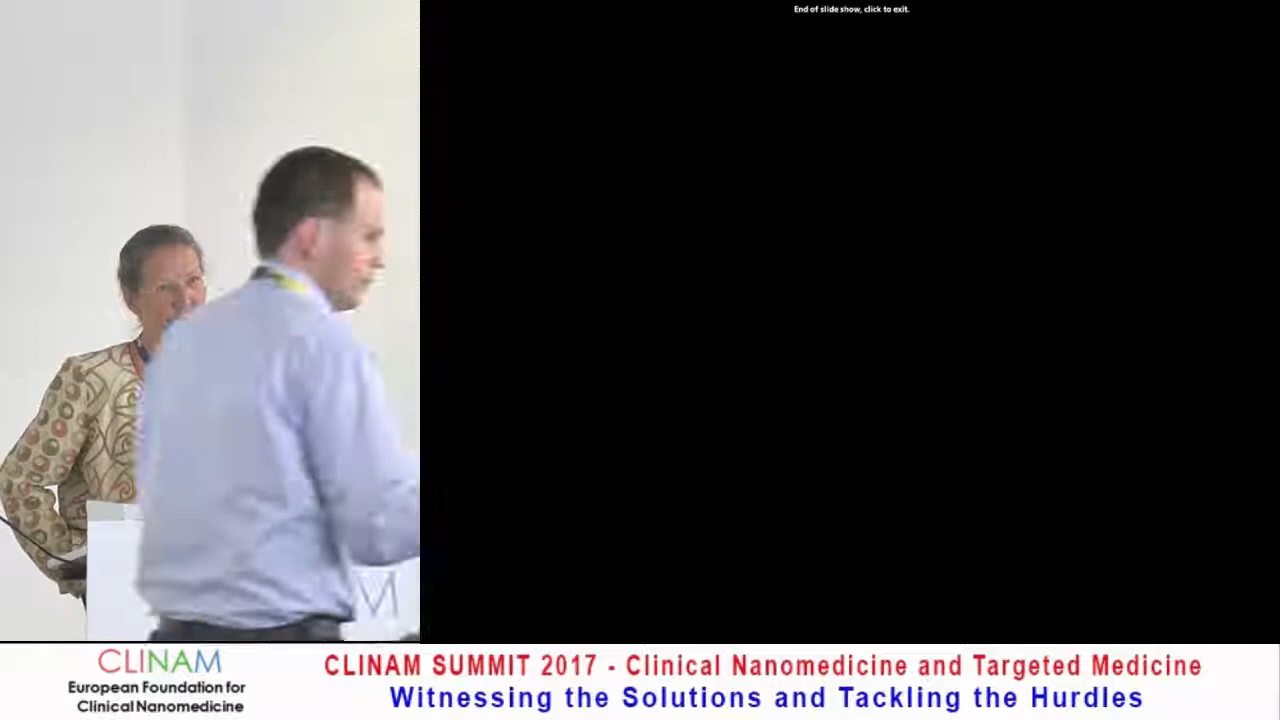 End of slide show, click to exit.
M
CLINAM
European Foundation for
Clinical Nanomedicine
CLINAM SUMMIT 2017 - Clinical Nanomedicine and Targeted Medicine
Witnessing the Solutions and Tackling the Hurdles